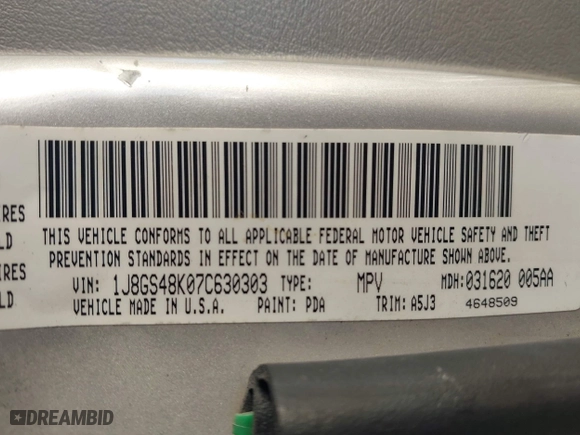 IRES
LD
IRES
LD
THIS VEHICLE CONFORMS TO ALL APPLICABLE FEDERAL MOTOR VEHICLE SAFETY AND THEFT
PREVENTION STANDARDS IN EFFECT ON THE DATE OF MANUFACTURE SHOWN ABOVE.
VIN: 1J8GS48K07C630303 TYPE: MPV MDH: 031620 005AA
VEHICLE MADE IN U.S.A. PAINT: PDA TRIM: A5J3 4648509
DREAMBID